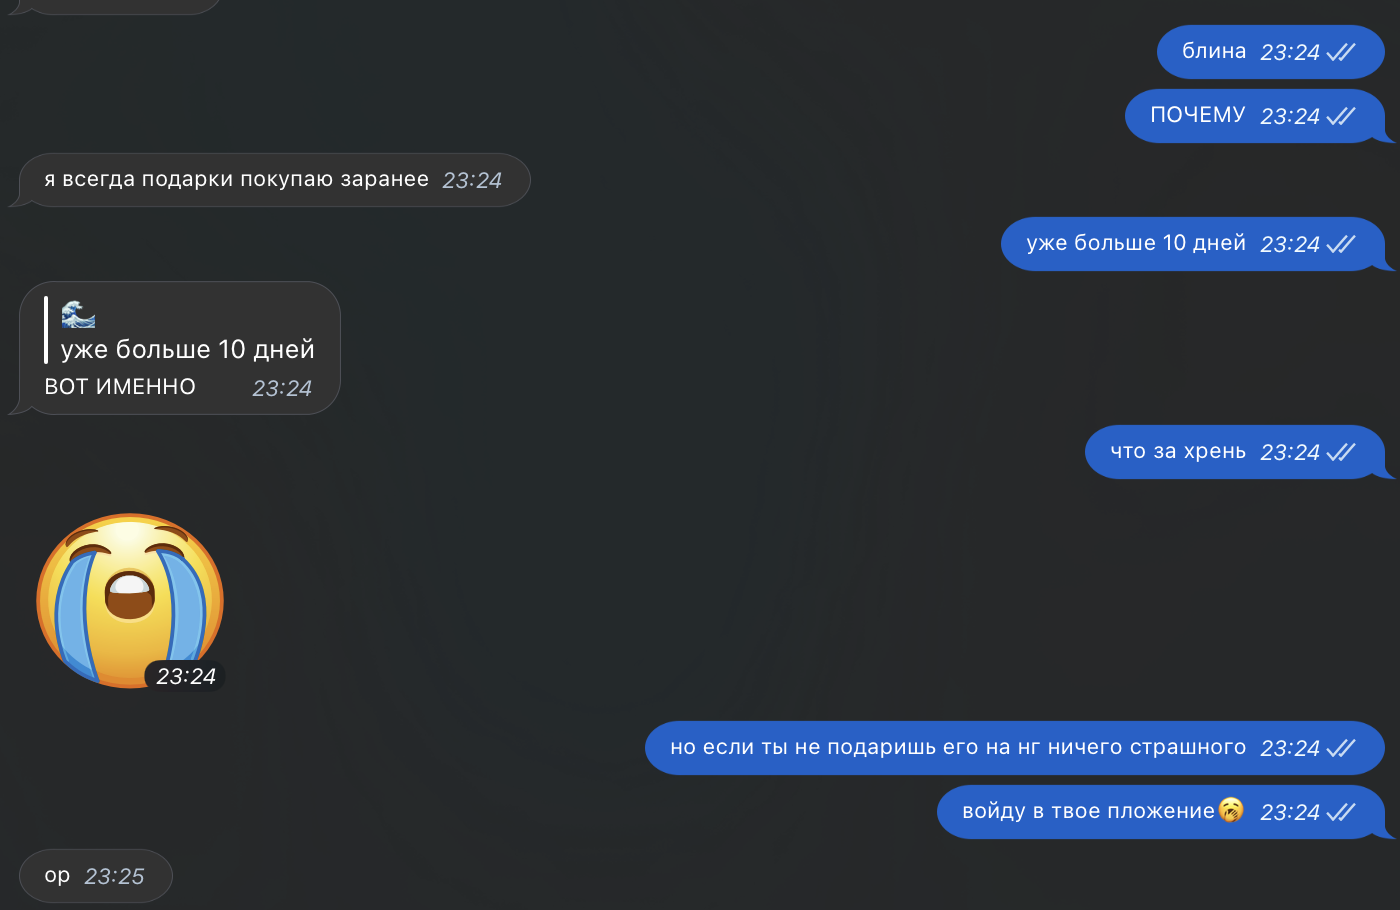 блина 23:24
ПОЧЕМУ 23:24
я всегда подарки покупаю заранее 23:24
уже больше 10 дней 23:24
🌊
уже больше 10 дней
ВОТ ИМЕННО 23:24
что за хрень 23:24
23:24
но если ты не подаришь его на нг ничего страшного 23:24
войду в твое пложение🥱 23:24
ор 23:25